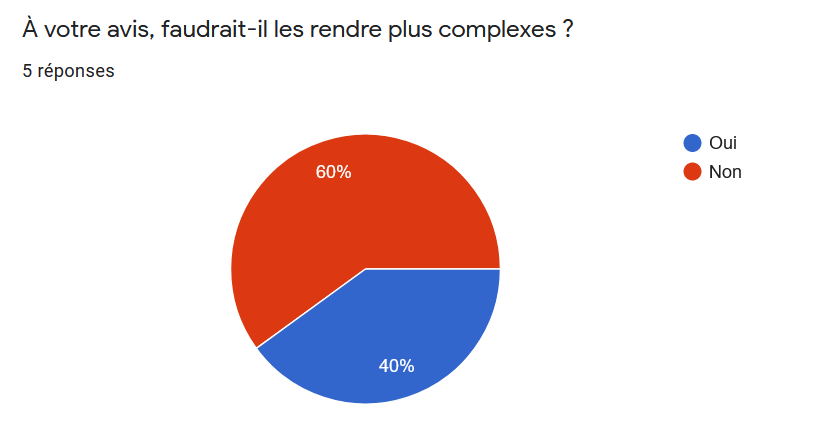 À votre avis, faudrait-il les rendre plus complexes ?
5 réponses
Oui
Non
60%
40%